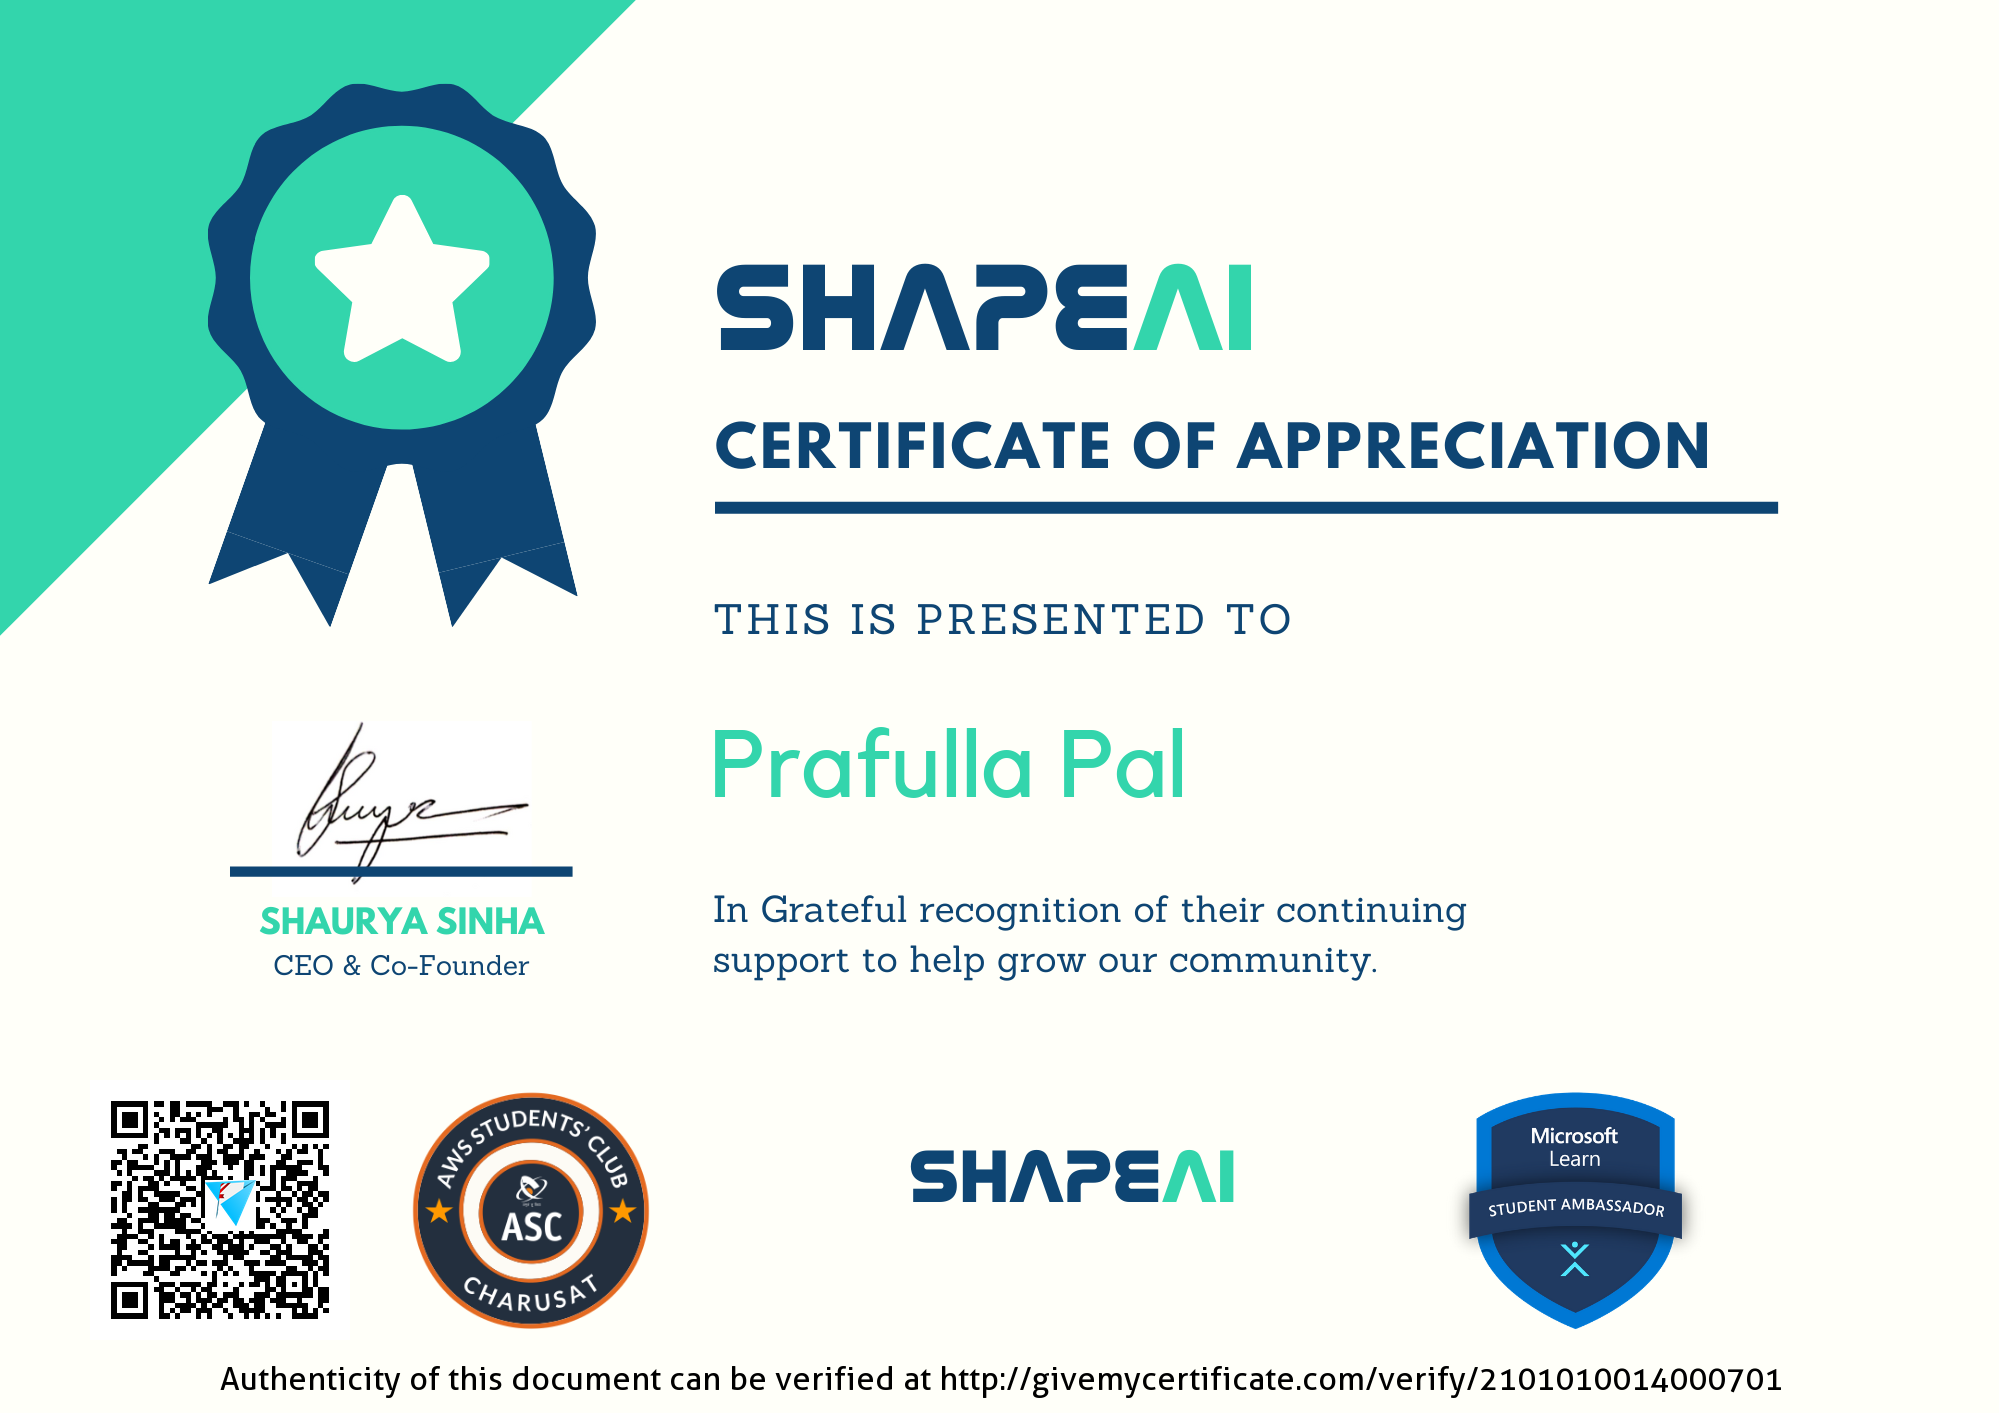 SHAPEAI
CERTIFICATE OF APPRECIATION
THIS IS PRESENTED TO
Prafulla Pal
In Grateful recognition of their continuing
support to help grow our community.
SHAURYA SINHA
CEO & Co-Founder
AWS STUDENTS' CLUB
ASC
CHARUSAT
SHAPEAI
Microsoft
Learn
STUDENT AMBASSADOR
Authenticity of this document can be verified at http://givemycertificate.com/verify/2101010014000701